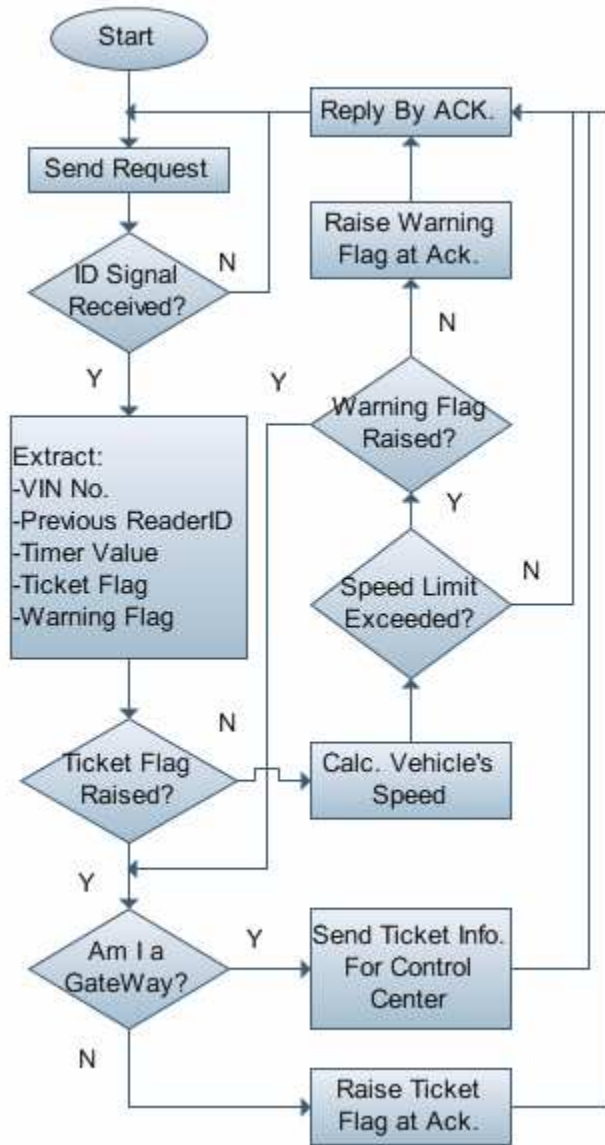 Start
Reply By ACK.
Send Request
Raise Warning
Flag at Ack.
ID Signal
Received?
N
N
Y
Y
Warning Flag
Raised?
Extract:
-VIN No.
-Previous ReaderID
-Timer Value
-Ticket Flag
-Warning Flag
Y
Speed Limit
Exceeded?
N
N
Ticket Flag
Raised?
Calc. Vehicle's
Speed
Y
Am I a
GateWay?
Y
Send Ticket Info.
For Control
Center
N
Raise Ticket
Flag at Ack.